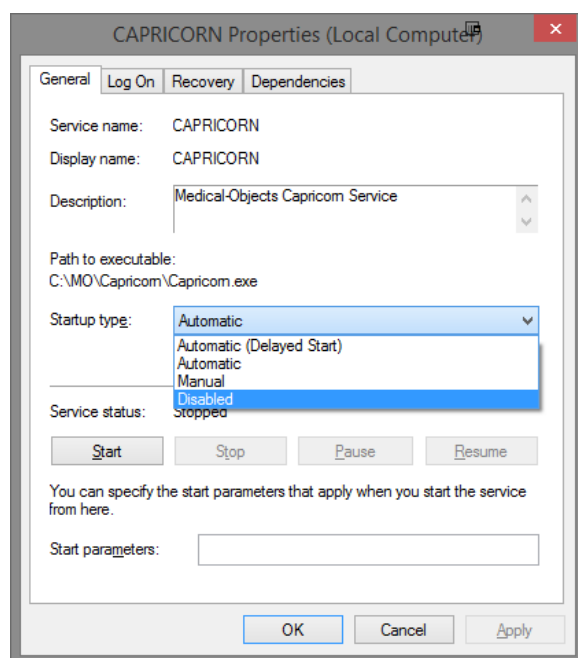 CAPRICORN Properties (Local Computer)
General Log On Recovery Dependencies
Service name: CAPRICORN
Display name: CAPRICORN
Description: Medical-Objects Capricorn Service
Path to executable:
C:\MO\Capricorn\Capricorn.exe
Startup type: Automatic
Automatic (Delayed Start)
Automatic
Manual
Disabled
Service status: Stopped
Start Stop Pause Resume
You can specify the start parameters that apply when you start the service
from here.
Start parameters:
OK Cancel Apply